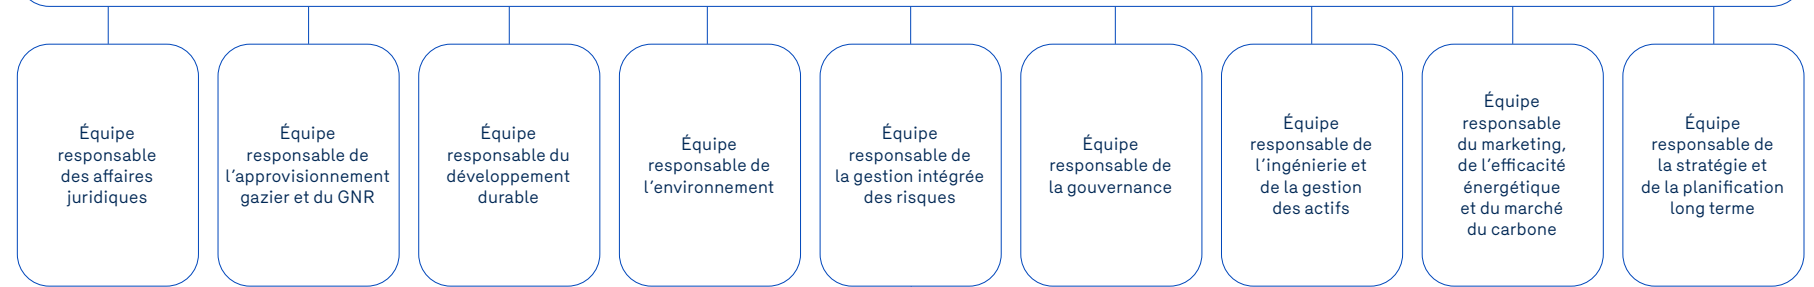 Équipe
responsable
des affaires
juridiques
Équipe
responsable de
l’approvisionnement
gazier et du GNR
Équipe
responsable du
développement
durable
Équipe
responsable de
l’environnement
Équipe
responsable de
la gestion intégrée
des risques
Équipe
responsable de
la gouvernance
Équipe
responsable de
l’ingénierie et
de la gestion
des actifs
Équipe
responsable
du marketing,
de l’efficacité
énergétique
et du marché
du carbone
Équipe
responsable de
la stratégie et
de la planification
long terme